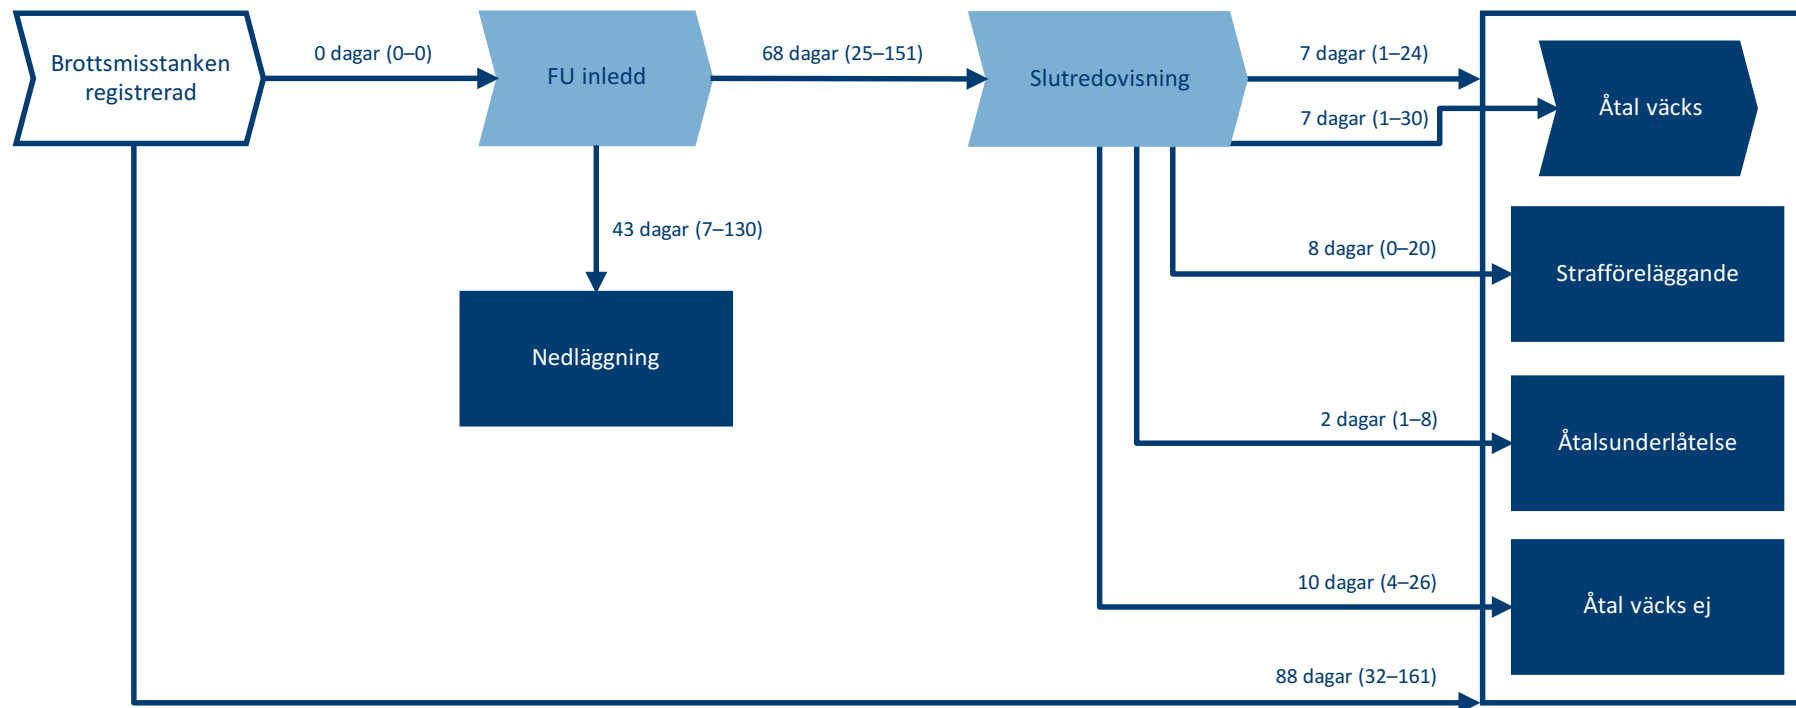 Brottsmisstanken
registrerad
0 dagar (0–0)
FU inledd
68 dagar (25–151)
Slutredovisning
7 dagar (1–24)
7 dagar (1–30)
Åtal väcks
43 dagar (7–130)
8 dagar (0–20)
Strafföreläggande
Nedläggning
2 dagar (1–8)
Åtalsunderlåtelse
10 dagar (4–26)
Åtal väcks ej
88 dagar (32–161)